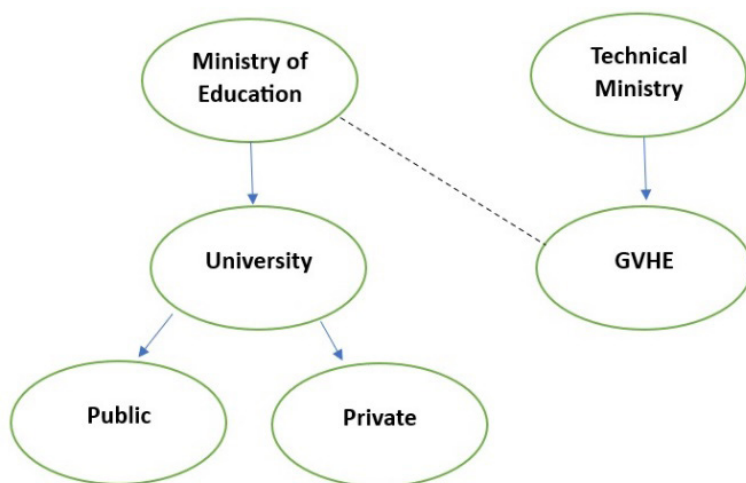 Ministry of
Education
Technical
Ministry
University
GVHE
Public
Private